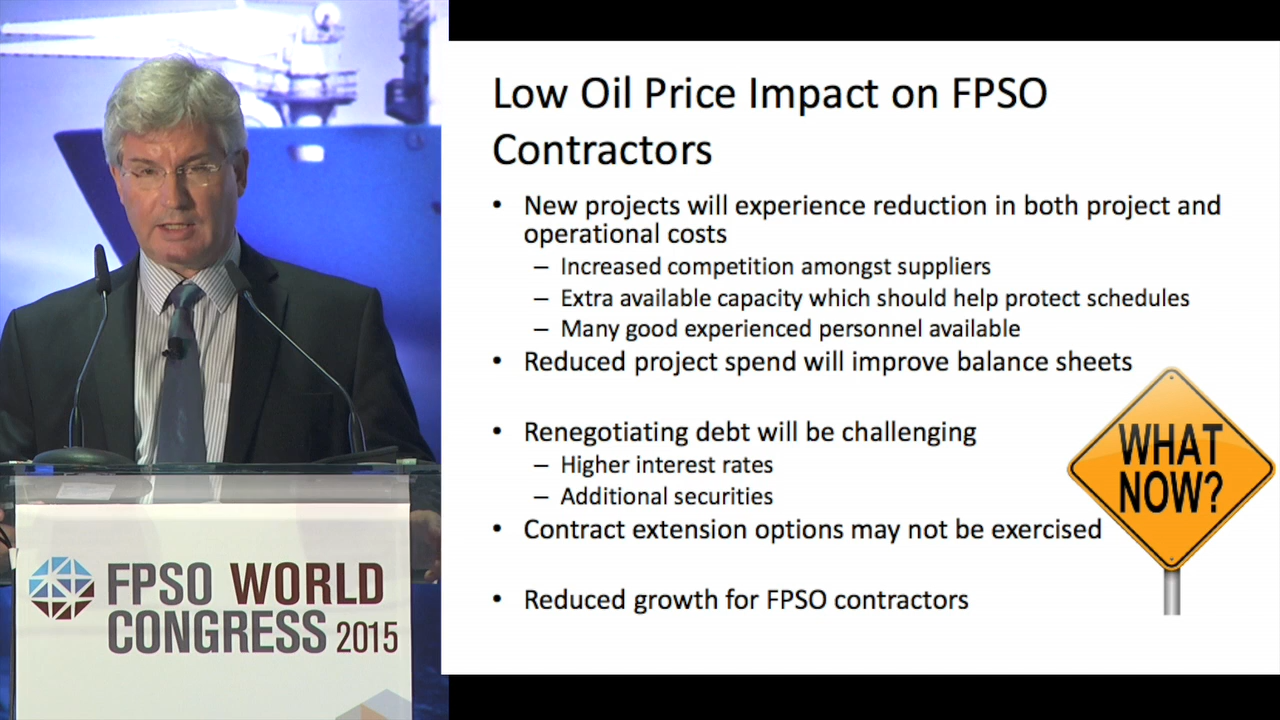 Low Oil Price Impact on FPSO
Contractors
• New projects will experience reduction in both project and
operational costs
– Increased competition amongst suppliers
– Extra available capacity which should help protect schedules
– Many good experienced personnel available
• Reduced project spend will improve balance sheets
• Renegotiating debt will be challenging
– Higher interest rates
– Additional securities
• Contract extension options may not be exercised
• Reduced growth for FPSO contractors
WHAT
NOW?
FPSO WORLD
CONGRESS 2015